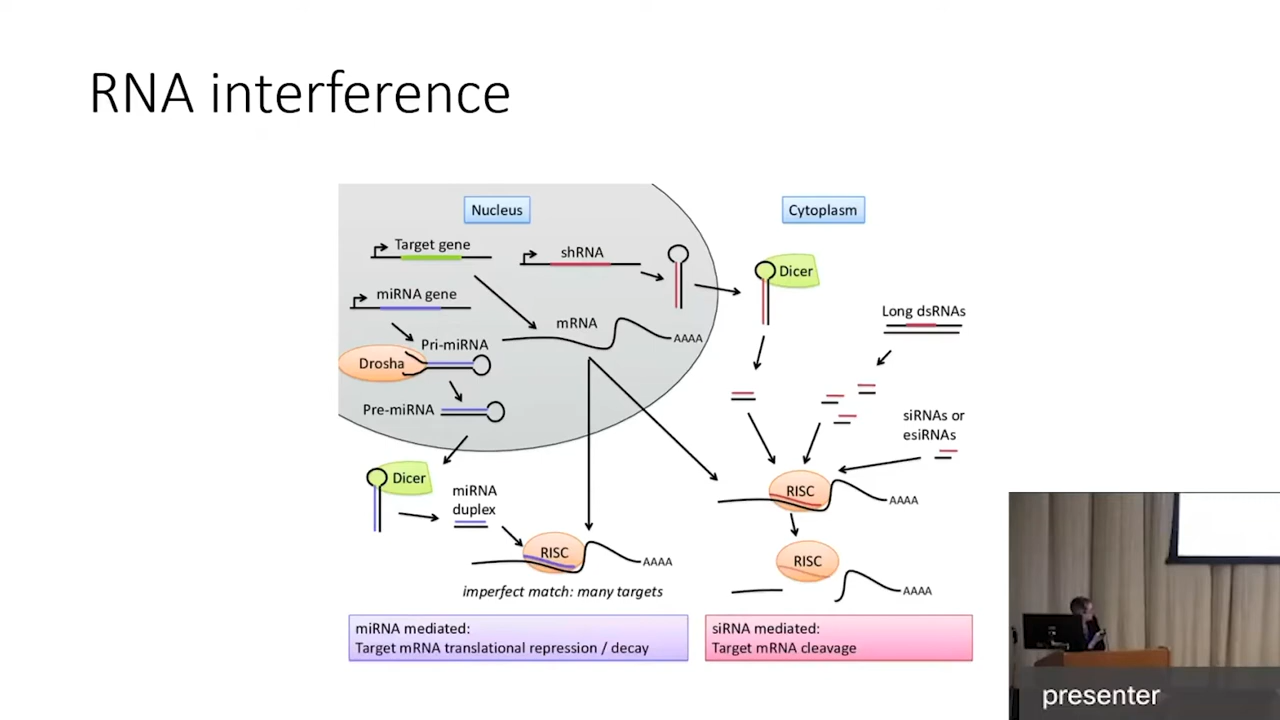 RNA interference
Nucleus
Cytoplasm
Target gene
shRNA
Dicer
miRNA gene
Long dsRNAs
mRNA
AAAA
Pri-miRNA
Drosha
Pre-miRNA
siRNAs or
esiRNAs
Dicer
miRNA
duplex
RISC
AAAA
RISC
AAAA
RISC
AAAA
imperfect match: many targets
miRNA mediated:
Target mRNA translational repression / decay
siRNA mediated:
Target mRNA cleavage
presenter